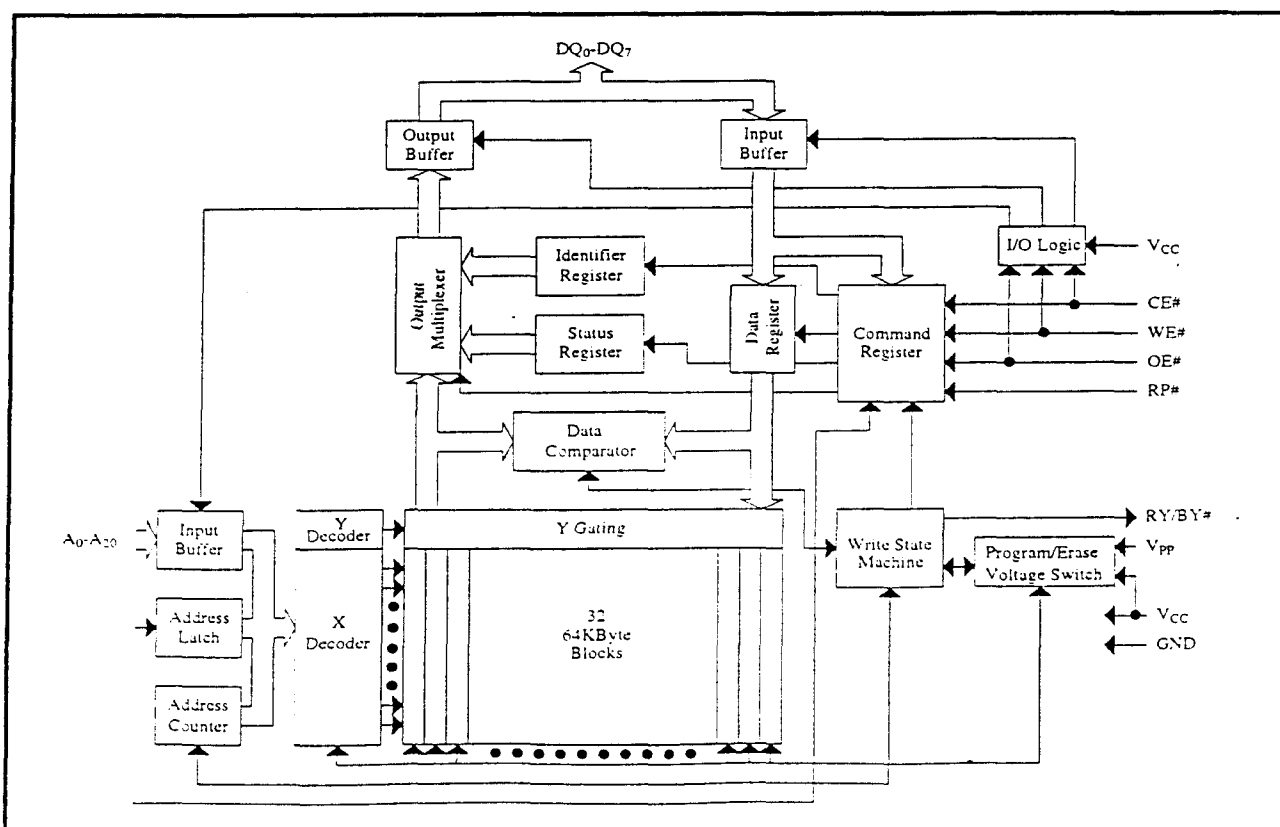 DQ0-DQ7
Output
Buffer
Input
Buffer
I/O Logic
VCC
Output
Multiplexer
Identifier
Register
Status
Register
Data
Register
Command
Register
CE#
WE#
OE#
RP#
Data
Comparator
A0-A20
Input
Buffer
Y
Decoder
Y Gating
Write State
Machine
Program/Erase
Voltage Switch
RY/BY#
VPP
VCC
GND
Address
Latch
X
Decoder
32
64KByte
Blocks
Address
Counter